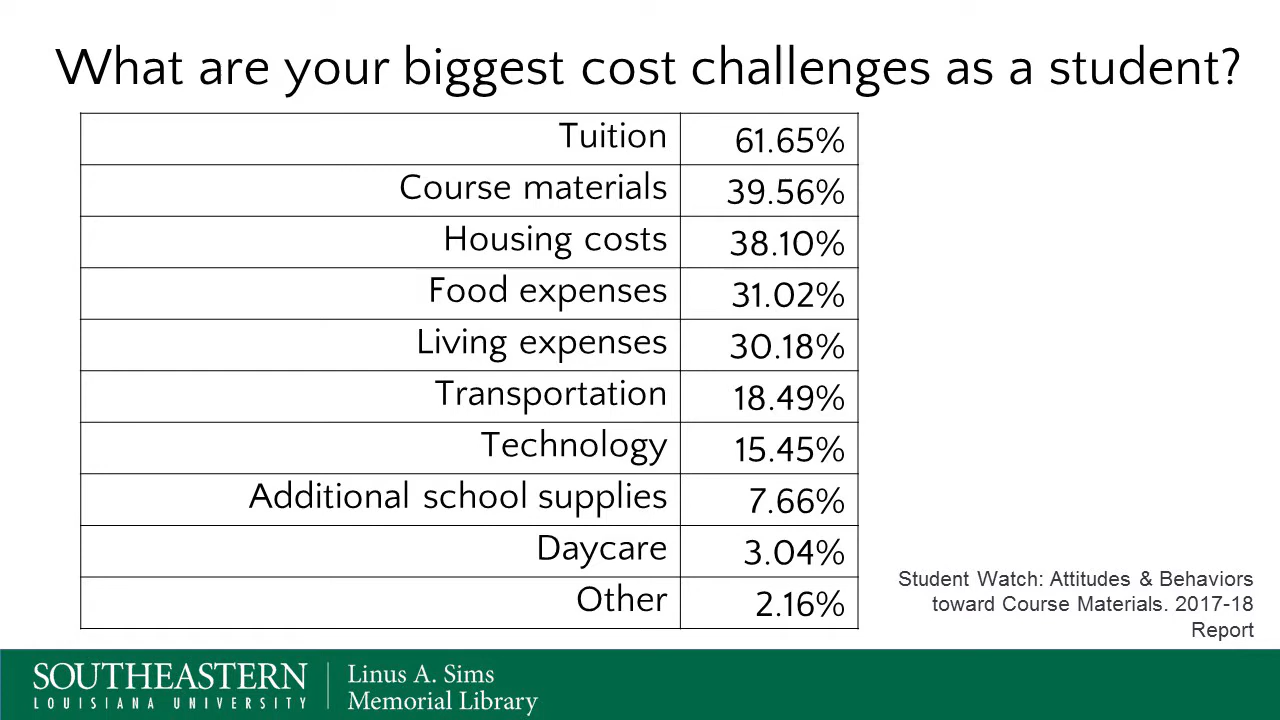 What are your biggest cost challenges as a student?
Tuition 61.65%
Course materials 39.56%
Housing costs 38.10%
Food expenses 31.02%
Living expenses 30.18%
Transportation 18.49%
Technology 15.45%
Additional school supplies 7.66%
Daycare 3.04%
Other 2.16%
Student Watch: Attitudes & Behaviors
toward Course Materials. 2017-18
Report
SOUTHEASTERN
LOUISIANA UNIVERSITY
Linus A. Sims
Memorial Library